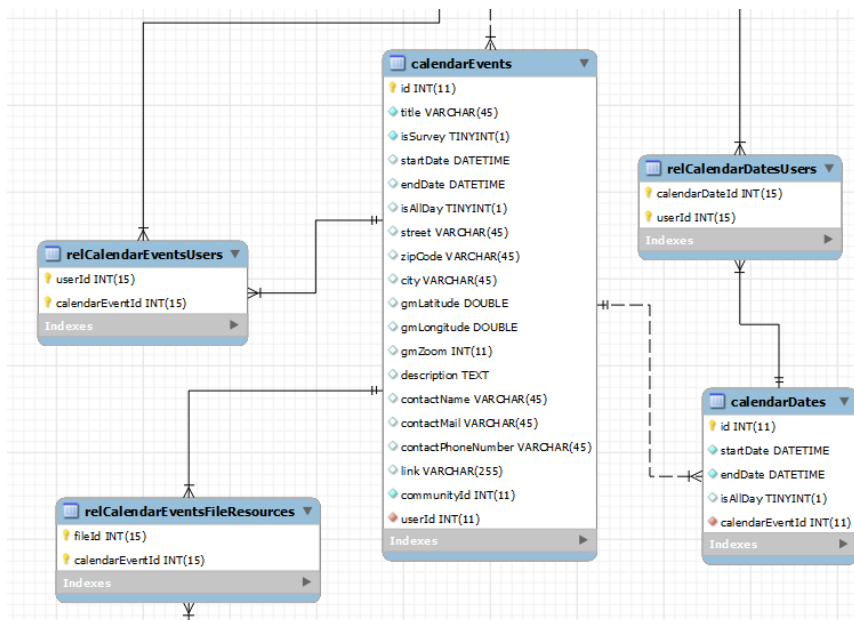 calendarEvents
id INT(11)
title VARCHAR(45)
isSurvey TINYINT(1)
startDate DATETIME
endDate DATETIME
isAllDay TINYINT(1)
street VARCHAR(45)
zipCode VARCHAR(45)
city VARCHAR(45)
gmLatitude DOUBLE
gmLongitude DOUBLE
gmZoom INT(11)
description TEXT
contactName VARCHAR(45)
contactMail VARCHAR(45)
contactPhoneNumber VARCHAR(45)
link VARCHAR(255)
communityId INT(11)
userId INT(11)
Indexes
relCalendarDatesUsers
calendarDateId INT(15)
userId INT(15)
Indexes
relCalendarEventsUsers
userId INT(15)
calendarEventId INT(15)
Indexes
calendarDates
id INT(11)
startDate DATETIME
endDate DATETIME
isAllDay TINYINT(1)
calendarEventId INT(11)
Indexes
relCalendarEventsFileResources
fileId INT(15)
calendarEventId INT(15)
Indexes